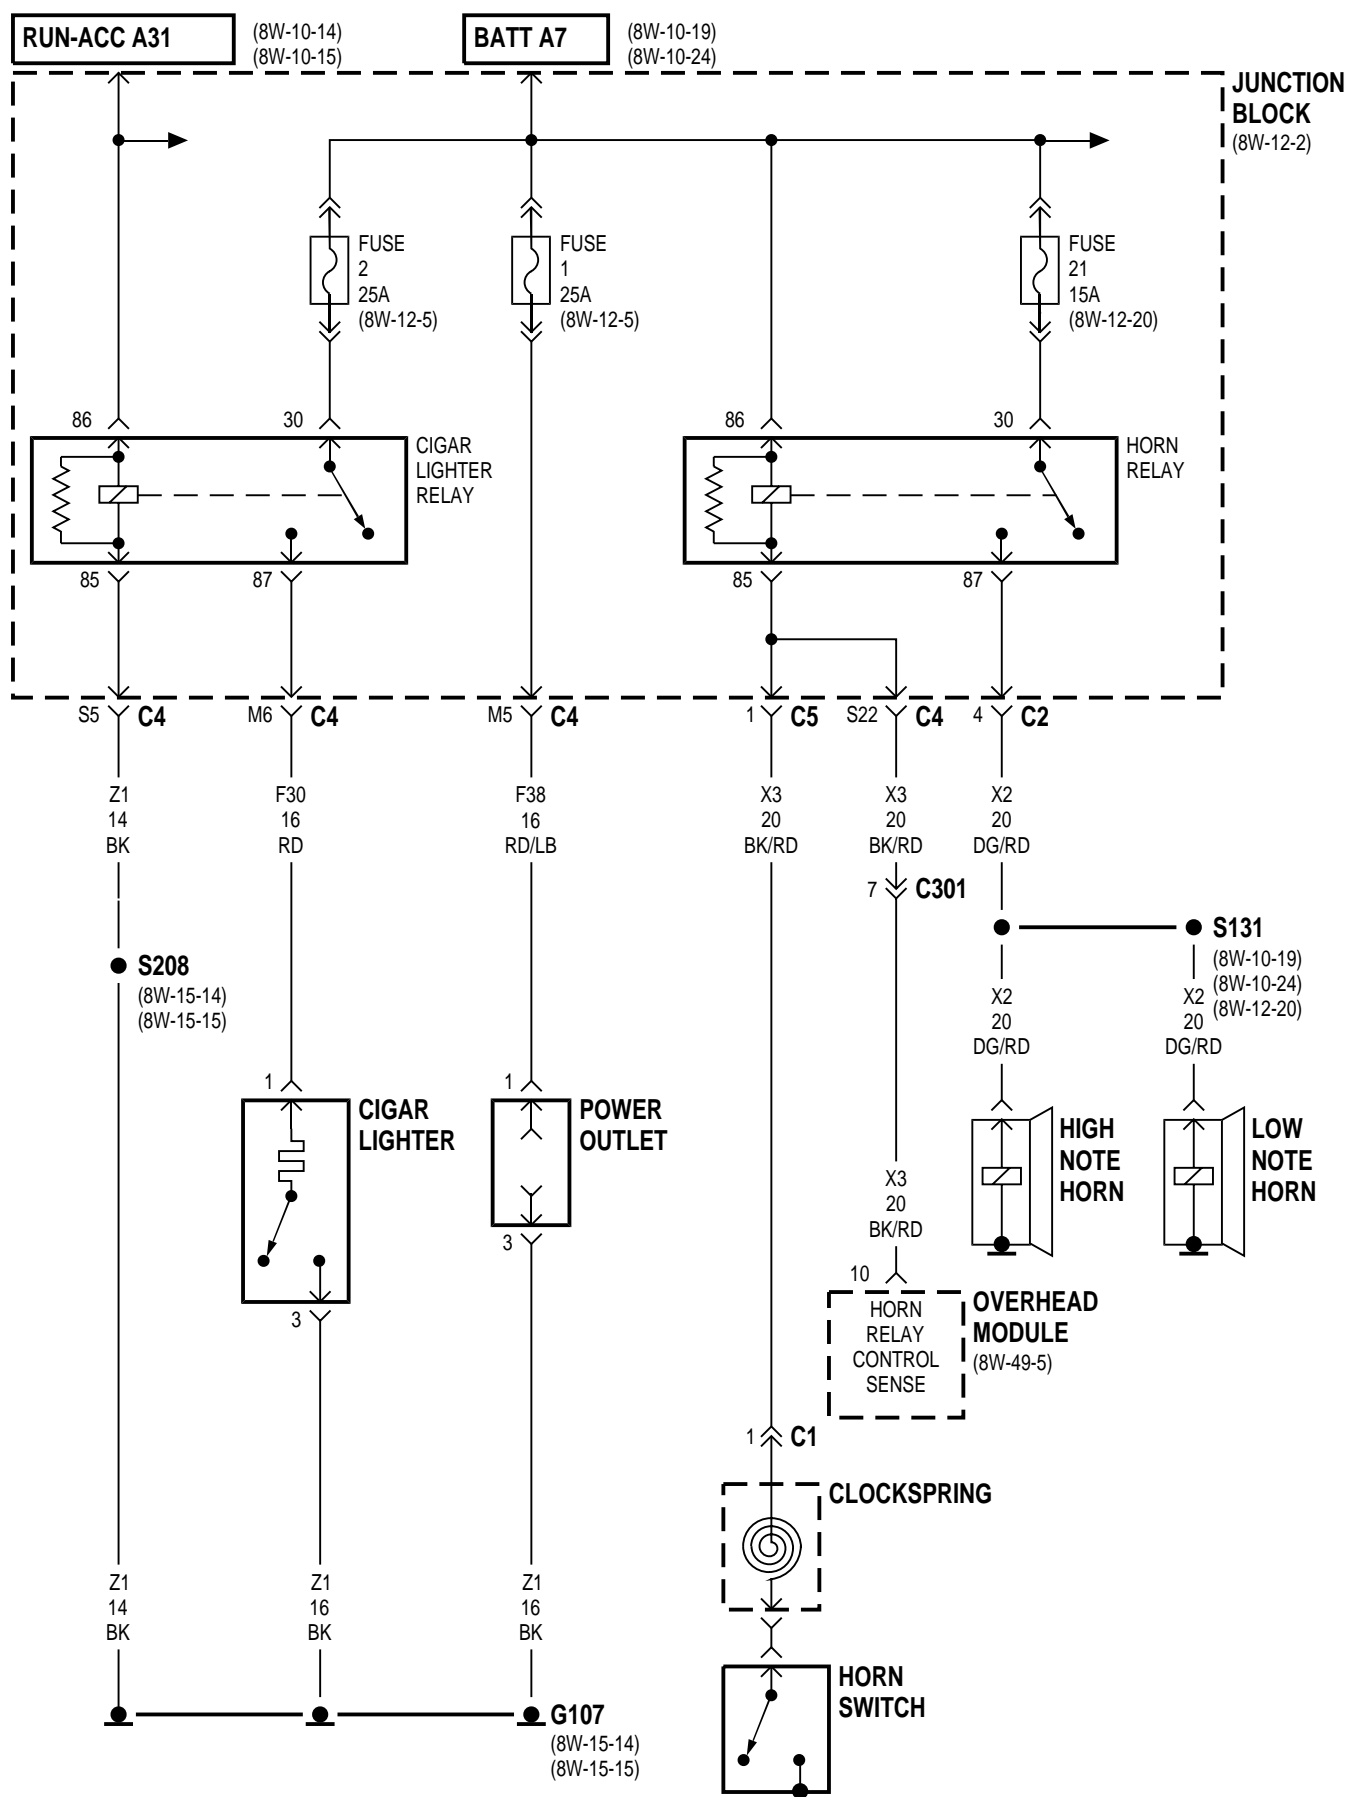 RUN-ACC A31
(8W-10-14)
(8W-10-15)
BATT A7
(8W-10-19)
(8W-10-24)
JUNCTION
BLOCK
(8W-12-2)
FUSE
2
25A
(8W-12-5)
FUSE
1
25A
(8W-12-5)
FUSE
21
15A
(8W-12-20)
86
30
CIGAR
LIGHTER
RELAY
86
30
HORN
RELAY
85
87
85
87
S5
C4
M6
C4
M5
C4
1
C5
S22
C4
4
C2
Z1
14
BK
F30
16
RD
F38
16
RD/LB
X3
20
BK/RD
X3
20
BK/RD
X2
20
DG/RD
7
C301
S208
(8W-15-14)
(8W-15-15)
S131
(8W-10-19)
(8W-10-24)
(8W-12-20)
X2
20
DG/RD
X2
20
DG/RD
1
CIGAR
LIGHTER
1
POWER
OUTLET
HIGH
NOTE
HORN
LOW
NOTE
HORN
X3
20
BK/RD
3
3
10
HORN
RELAY
CONTROL
SENSE
OVERHEAD
MODULE
(8W-49-5)
1
C1
CLOCKSPRING
Z1
14
BK
Z1
16
BK
Z1
16
BK
HORN
SWITCH
G107
(8W-15-14)
(8W-15-15)